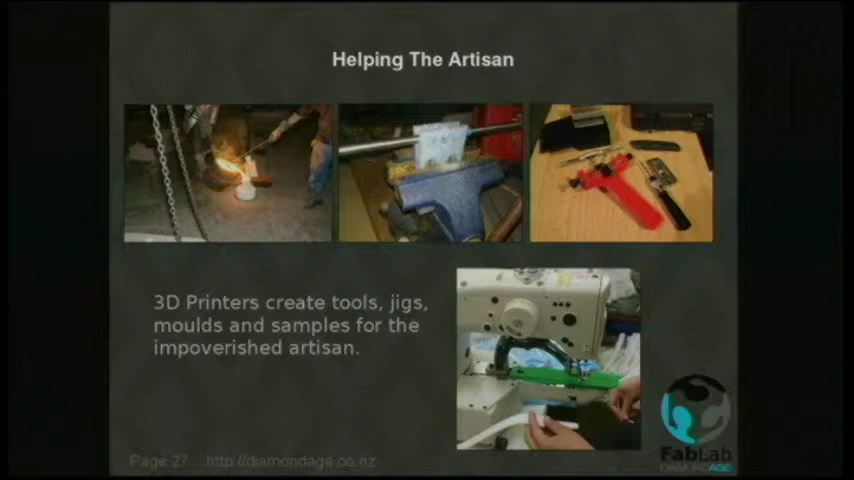 Helping The Artisan
3D Printers create tools, jigs,
moulds and samples for the
impoverished artisan.
Page 27 http://diamondage.co.nz
FabLab
DIAMONDAGE